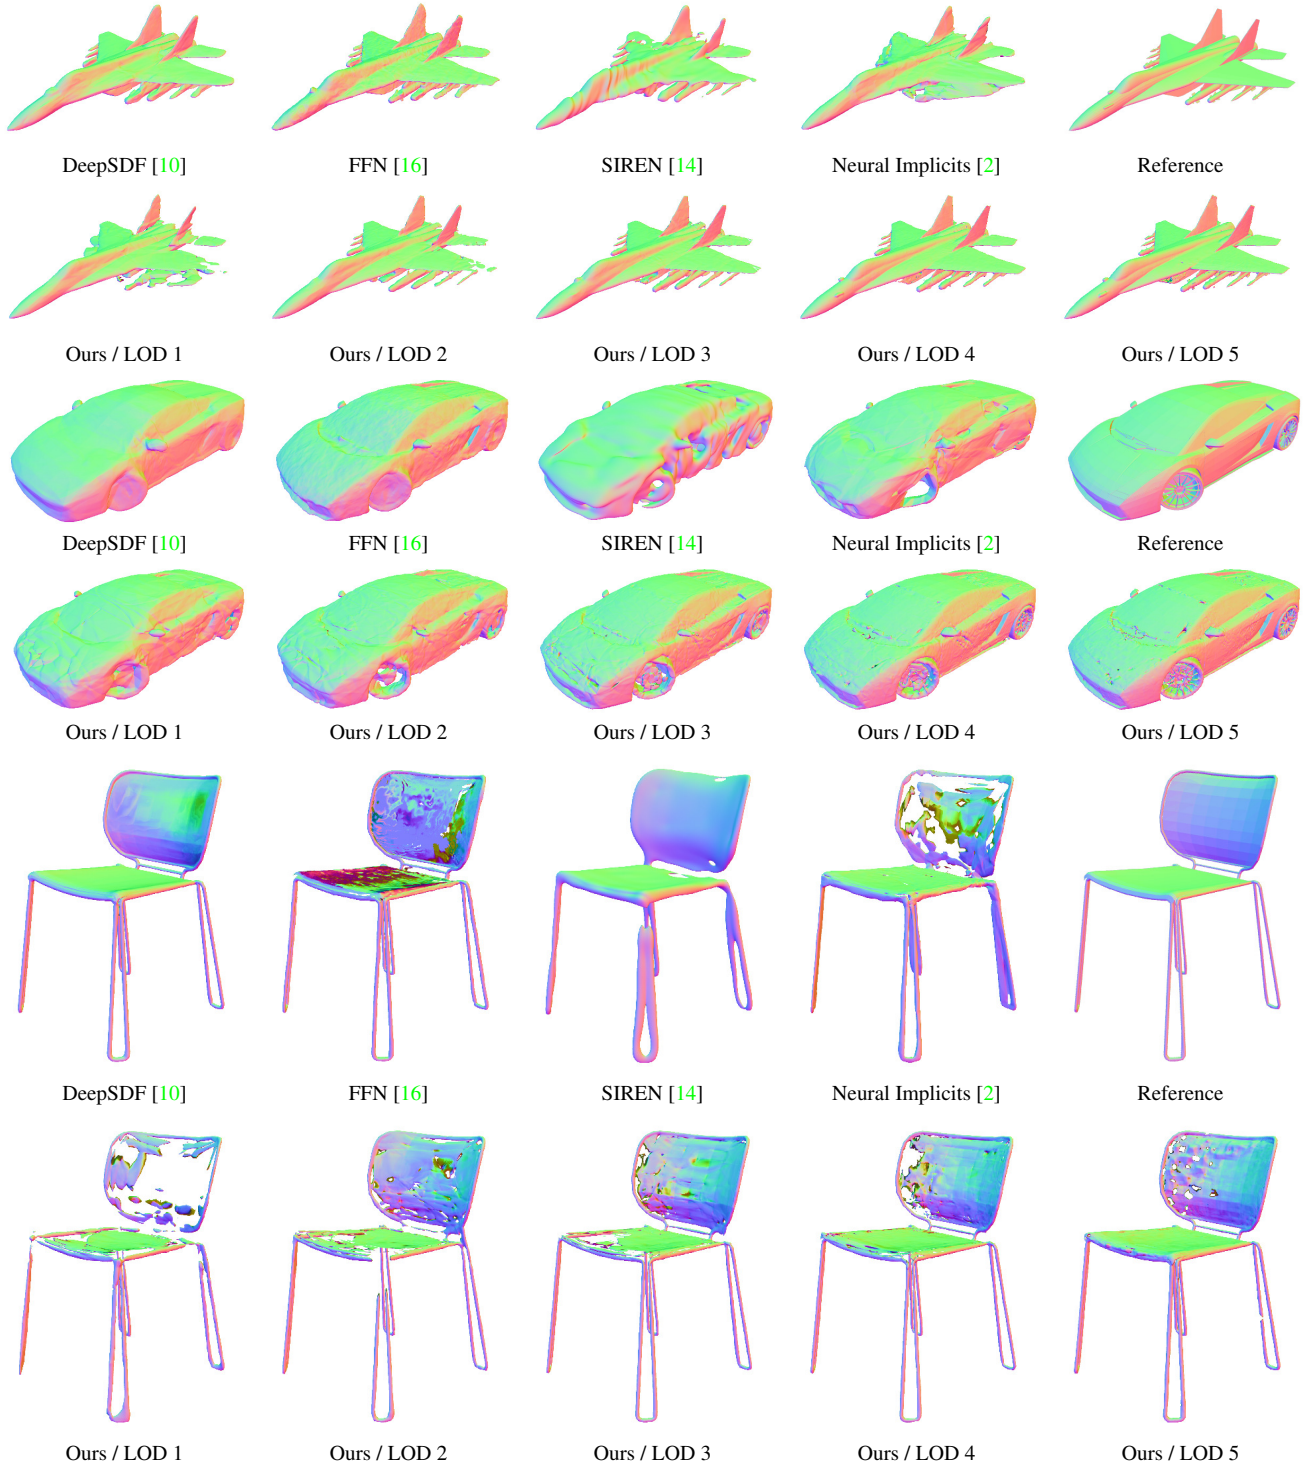 DeepSDF [10] FFN [16] SIREN [14] Neural Implicits [2] Reference
Ours / LOD 1 Ours / LOD 2 Ours / LOD 3 Ours / LOD 4 Ours / LOD 5
DeepSDF [10] FFN [16] SIREN [14] Neural Implicits [2] Reference
Ours / LOD 1 Ours / LOD 2 Ours / LOD 3 Ours / LOD 4 Ours / LOD 5
DeepSDF [10] FFN [16] SIREN [14] Neural Implicits [2] Reference
Ours / LOD 1 Ours / LOD 2 Ours / LOD 3 Ours / LOD 4 Ours / LOD 5